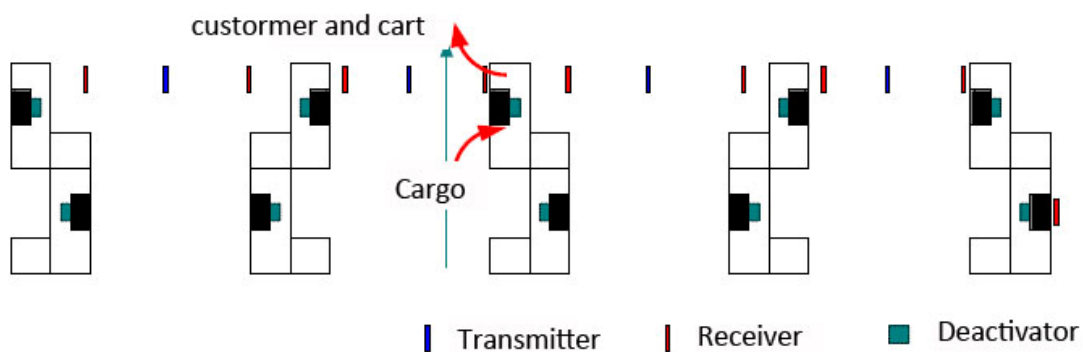 custormer and cart
Cargo
Transmitter
Receiver
Deactivator